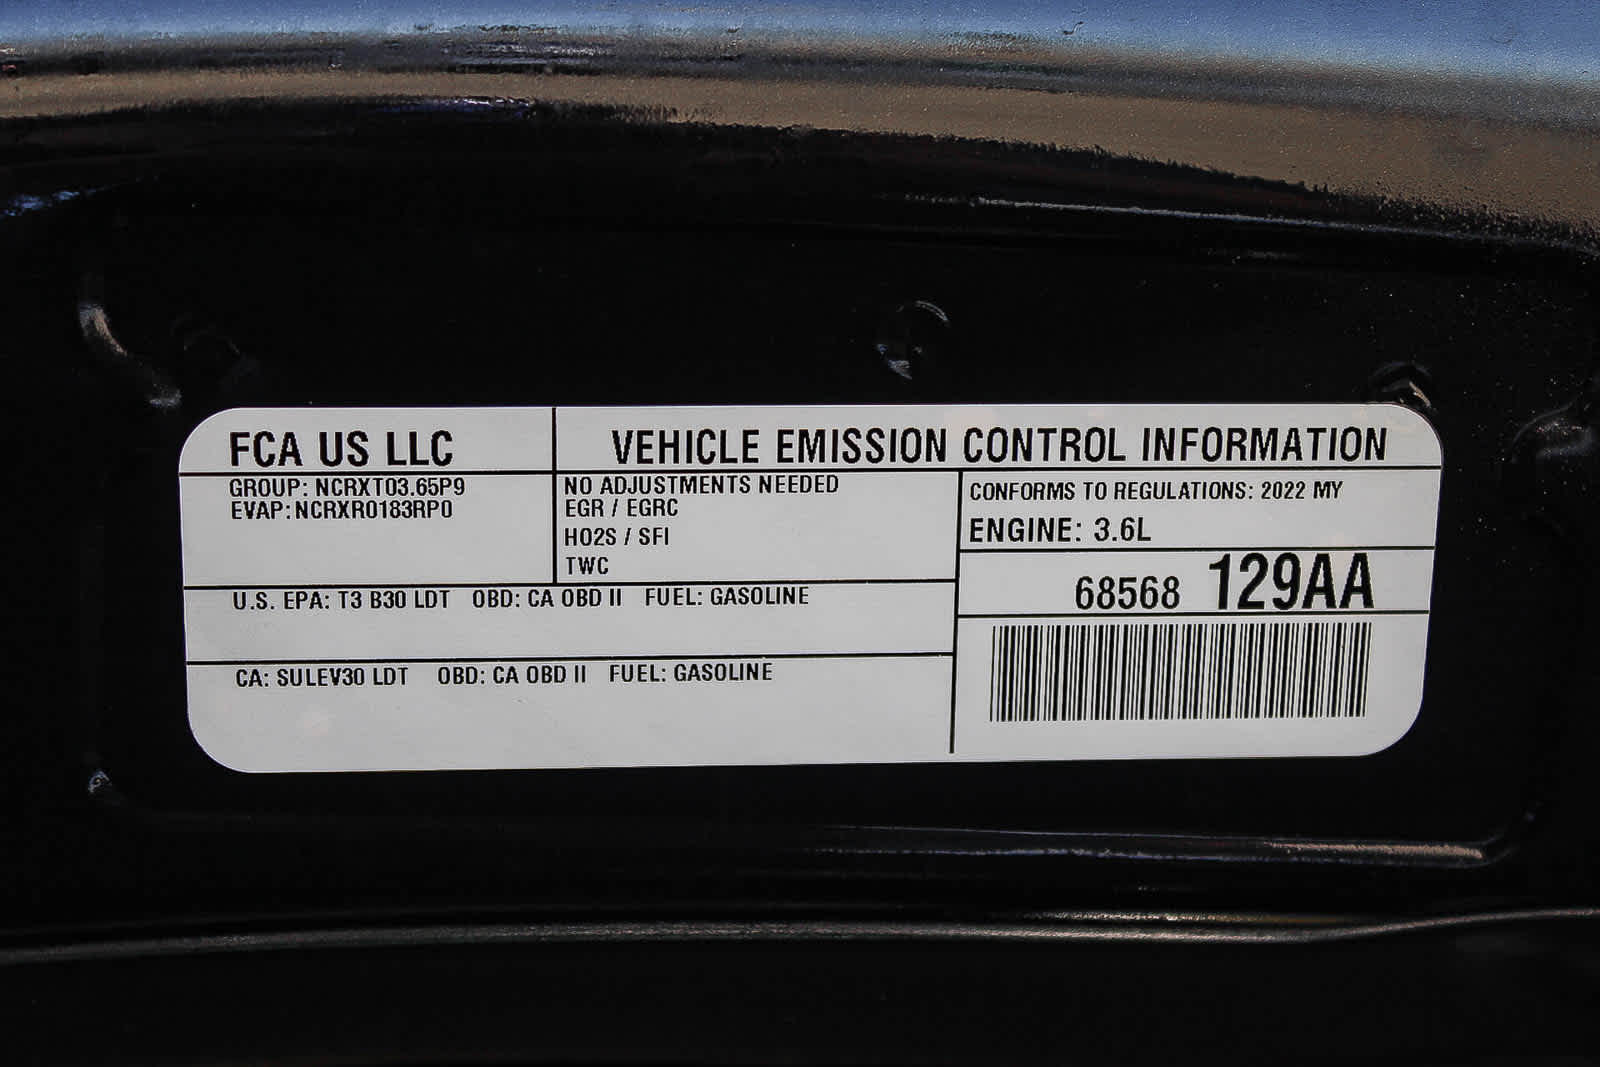 FCA US LLC
VEHICLE EMISSION CONTROL INFORMATION
GROUP: NCRXT03.65P9
EVAP: NCRXR0183RP0
NO ADJUSTMENTS NEEDED
EGR / EGRC
HO2S / SFI
TWC
CONFORMS TO REGULATIONS: 2022 MY
ENGINE: 3.6L
68568 129AA
U.S. EPA: T3 B30 LDT OBD: CA OBD II FUEL: GASOLINE
CA: SULEV30 LDT OBD: CA OBD II FUEL: GASOLINE